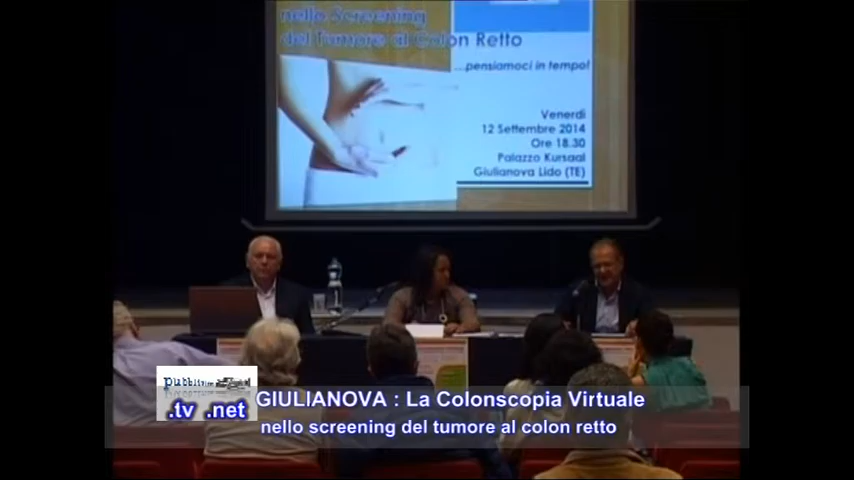 nello Screening
del Tumore al Colon Retto
...pensiamoci in tempo!
Venerdì
12 Settembre 2014
Ore 18.30
Palazzo Kursaal
Giulianova Lido (TE)
.tv .net
GIULIANOVA : La Colonscopia Virtuale
nello screening del tumore al colon retto